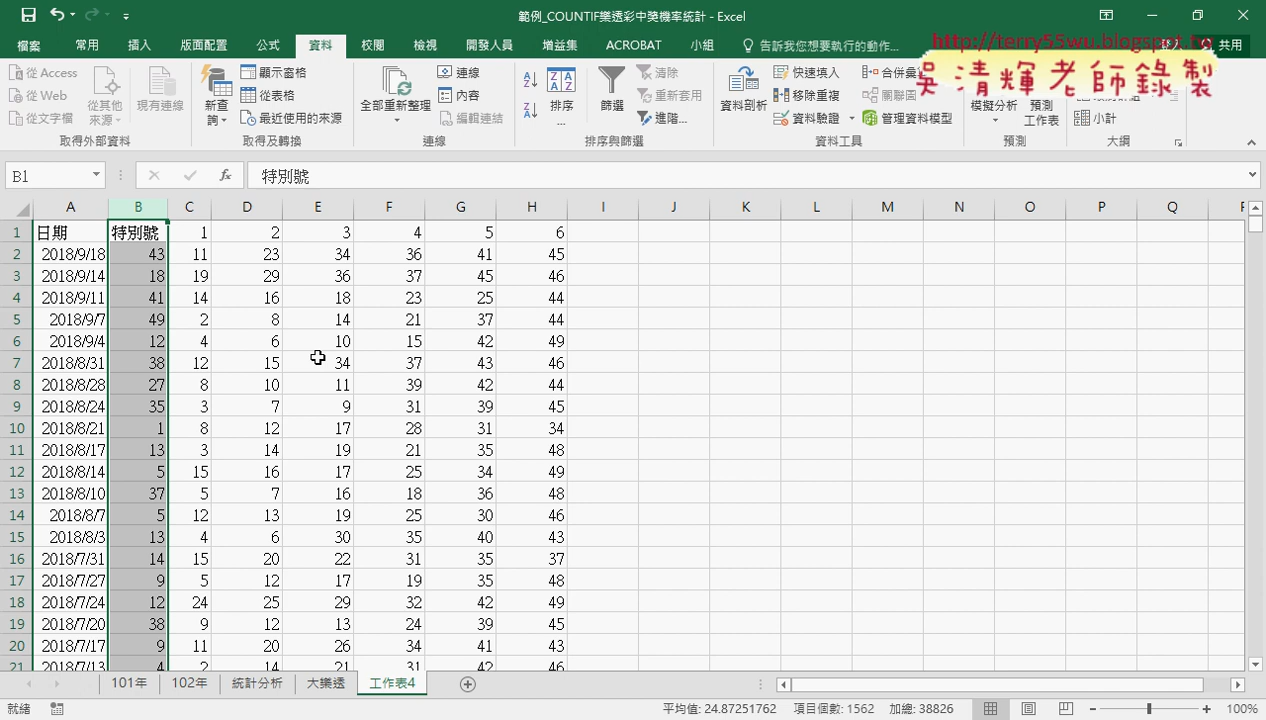 範例_COUNTIF樂透彩中獎機率統計 - Excel
檔案 常用 插入 版面配置 公式 資料 校閱 檢視 開發人員 增益集 ACROBAT 小組 告訴我您想要執行的動作... 共用
http://terry55wu.blogspot.tw
吳清輝老師錄製
從 Access
從 Web
從文字檔
從其他來源
現有連線
取得外部資料
新查詢
顯示窗格
從表格
最近使用的來源
取得及轉換
全部重新整理
連線
內容
編輯連結
連線
排序...
篩選
清除
重新套用
進階...
排序與篩選
資料剖析
快速填入
移除重複
資料驗證
合併彙
關聯圖
管理資料模型
資料工具
模擬分析
預測工作表
預測
小計
大綱
B1 fx 特別號
A B C D E F G H I J K L M N O P Q
1 日期 特別號 1 2 3 4 5 6
2 2018/9/18 43 11 23 34 36 41 45
3 2018/9/14 18 19 29 36 37 45 46
4 2018/9/11 41 14 16 18 23 25 44
5 2018/9/7 49 2 8 14 21 37 44
6 2018/9/4 12 4 6 10 15 42 49
7 2018/8/31 38 12 15 34 37 43 46
8 2018/8/28 27 8 10 11 39 42 44
9 2018/8/24 35 3 7 9 31 39 45
10 2018/8/21 1 8 12 17 28 31 34
11 2018/8/17 13 3 14 19 21 35 48
12 2018/8/14 5 15 16 17 25 34 49
13 2018/8/10 37 5 7 16 18 36 48
14 2018/8/7 5 12 13 19 25 30 46
15 2018/8/3 13 4 6 30 35 40 43
16 2018/7/31 14 15 20 22 31 35 37
17 2018/7/27 9 5 12 17 19 35 48
18 2018/7/24 12 24 25 29 32 42 49
19 2018/7/20 38 9 12 13 24 39 45
20 2018/7/17 9 11 20 26 34 41 43
21 2018/7/13 4 2 14 21 31 42 46
101年 102年 統計分析 大樂透 工作表4
就緒 平均值: 24.87251762 項目個數: 1562 加總: 38826 100%